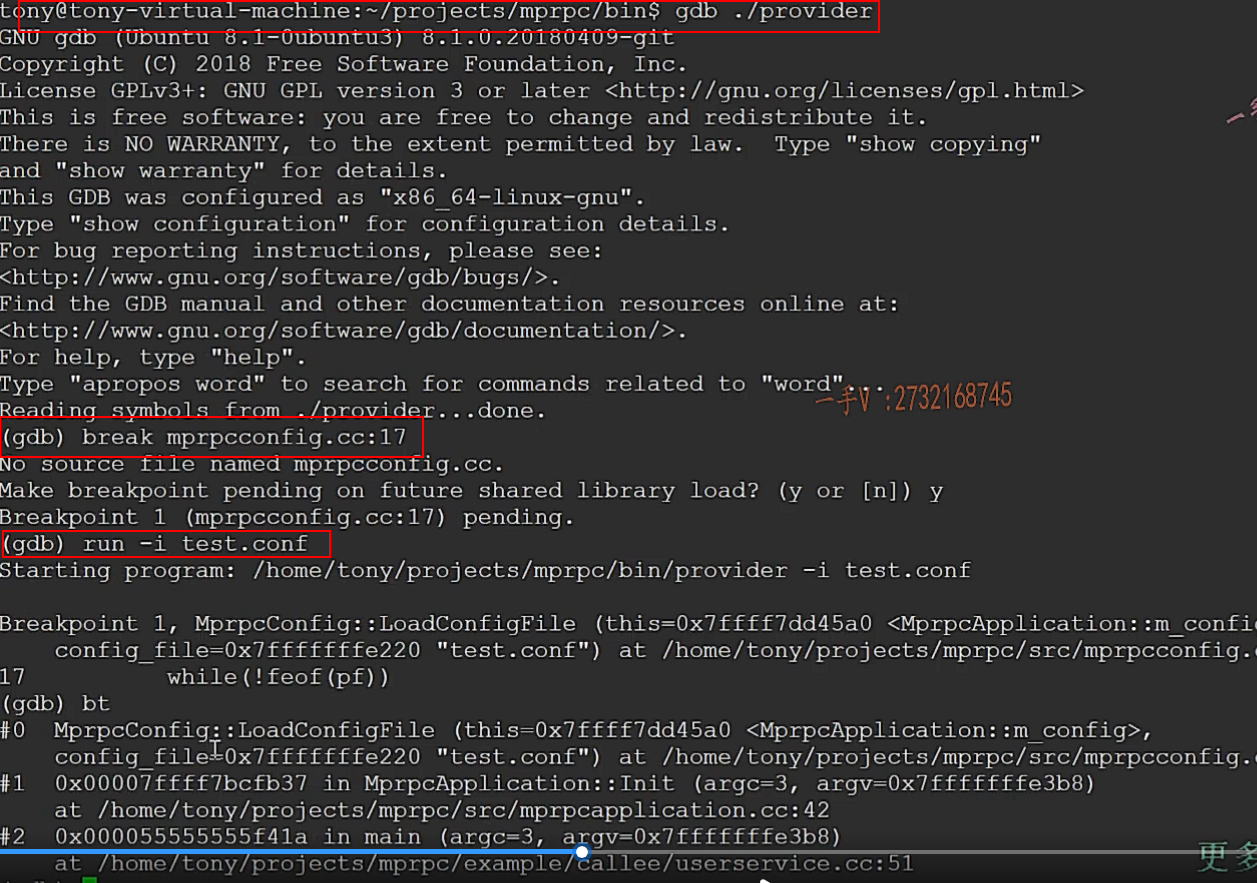 tony@tony-virtual-machine:~/projects/mprpc/bin$ gdb ./provider
GNU gdb (Ubuntu 8.1-0ubuntu3) 8.1.0.20180409-git
Copyright (C) 2018 Free Software Foundation, Inc.
License GPLv3+: GNU GPL version 3 or later <http://gnu.org/licenses/gpl.html>
This is free software: you are free to change and redistribute it.
There is NO WARRANTY, to the extent permitted by law.  Type "show copying"
and "show warranty" for details.
This GDB was configured as "x86_64-linux-gnu".
Type "show configuration" for configuration details.
For bug reporting instructions, please see:
<http://www.gnu.org/software/gdb/bugs/>.
Find the GDB manual and other documentation resources online at:
<http://www.gnu.org/software/gdb/documentation/>.
For help, type "help".
Type "apropos word" to search for commands related to "word"...
一手V:2732168745
Reading symbols from ./provider...done.
(gdb) break mprpcconfig.cc:17
No source file named mprpcconfig.cc.
Make breakpoint pending on future shared library load? (y or [n]) y
Breakpoint 1 (mprpcconfig.cc:17) pending.
(gdb) run -i test.conf
Starting program: /home/tony/projects/mprpc/bin/provider -i test.conf
Breakpoint 1, MprpcConfig::LoadConfigFile (this=0x7ffff7dd45a0 <MprpcApplication::m_confi
config_file=0x7fffffffe220 "test.conf") at /home/tony/projects/mprpc/src/mprpcconfig.
17 while(!feof(pf))
(gdb) bt
#0 MprpcConfig::LoadConfigFile (this=0x7ffff7dd45a0 <MprpcApplication::m_config>,
config_file=0x7fffffffe220 "test.conf") at /home/tony/projects/mprpc/src/mprpcconfig.
#1 0x00007ffff7bcfb37 in MprpcApplication::Init (argc=3, argv=0x7fffffffe3b8)
at /home/tony/projects/mprpc/src/mprpcapplication.cc:42
#2 0x000055555555f41a in main (argc=3, argv=0x7fffffffe3b8)
at /home/tony/projects/mprpc/example/callee/userservice.cc:51
更多